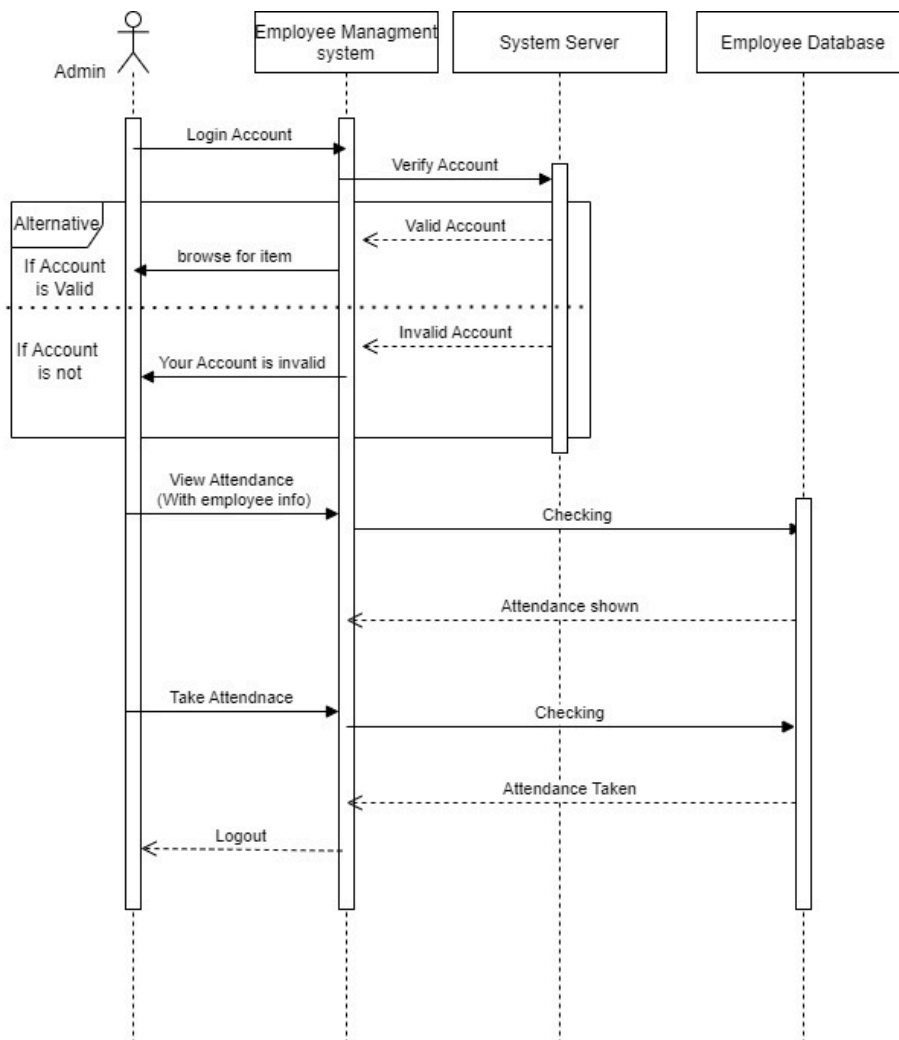 Admin
Employee Managment
system
System Server
Employee Database
Login Account
Verify Account
Alternative
Valid Account
If Account
is Valid
browse for item
Invalid Account
If Account
is not
Your Account is invalid
View Attendance
(With employee info)
Checking
Attendance shown
Take Attendnace
Checking
Attendance Taken
Logout